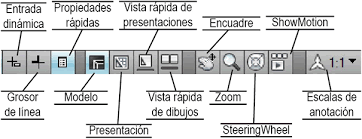 Entrada
dinámica
Propiedades
rápidas
Vista rápida de
presentaciones
Encuadre
ShowMotion
1:1
Grosor
de línea
Modelo
Presentación
Vista rápida
de dibujos
Zoom
SteeringWheel
Escalas de
anotación